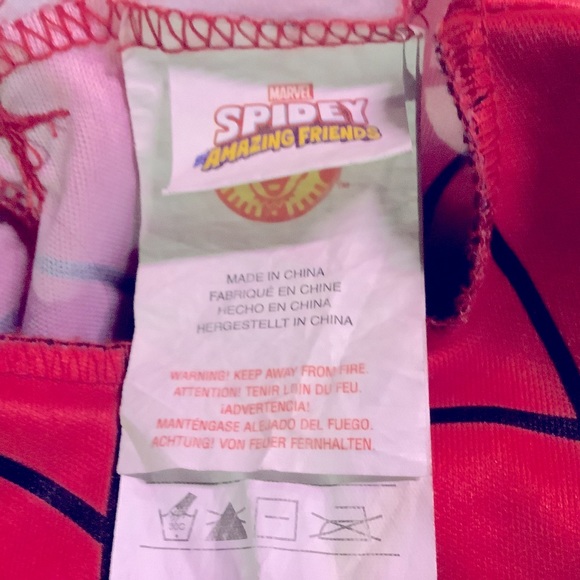 MARVEL
SPIDEY
AMAZING FRIENDS
MADE IN CHINA
FABRIQUÉ EN CHINE
HECHO EN CHINA
HERGESTELLT IN CHINA
WARNING! KEEP AWAY FROM FIRE.
ATTENTION! TENIR LOIN DU FEU.
¡ADVERTENCIA!
MANTÉNGASE ALEJADO DEL FUEGO.
ACHTUNG! VON FEUER FERNHALTEN.